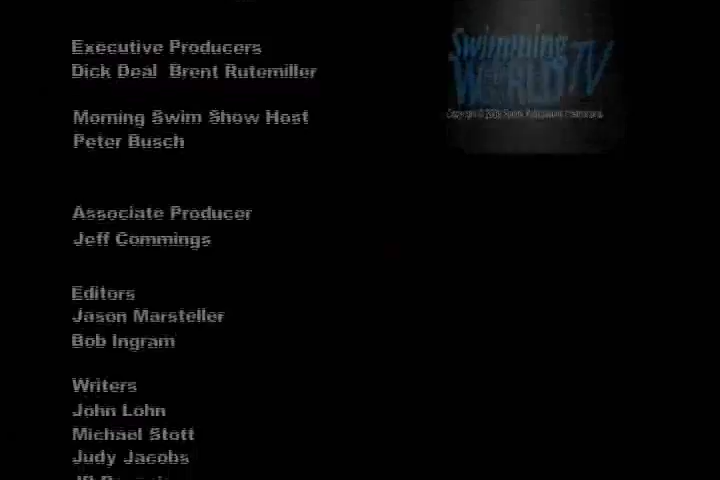 Executive Producers
Dick Deal Brent Rutemiller
Morning Swim Show Host
Peter Busch
Associate Producer
Jeff Commings
Editors
Jason Marsteller
Bob Ingram
Writers
John Lohn
Michael Stott
Judy Jacobs
Swimming
WORLD TV